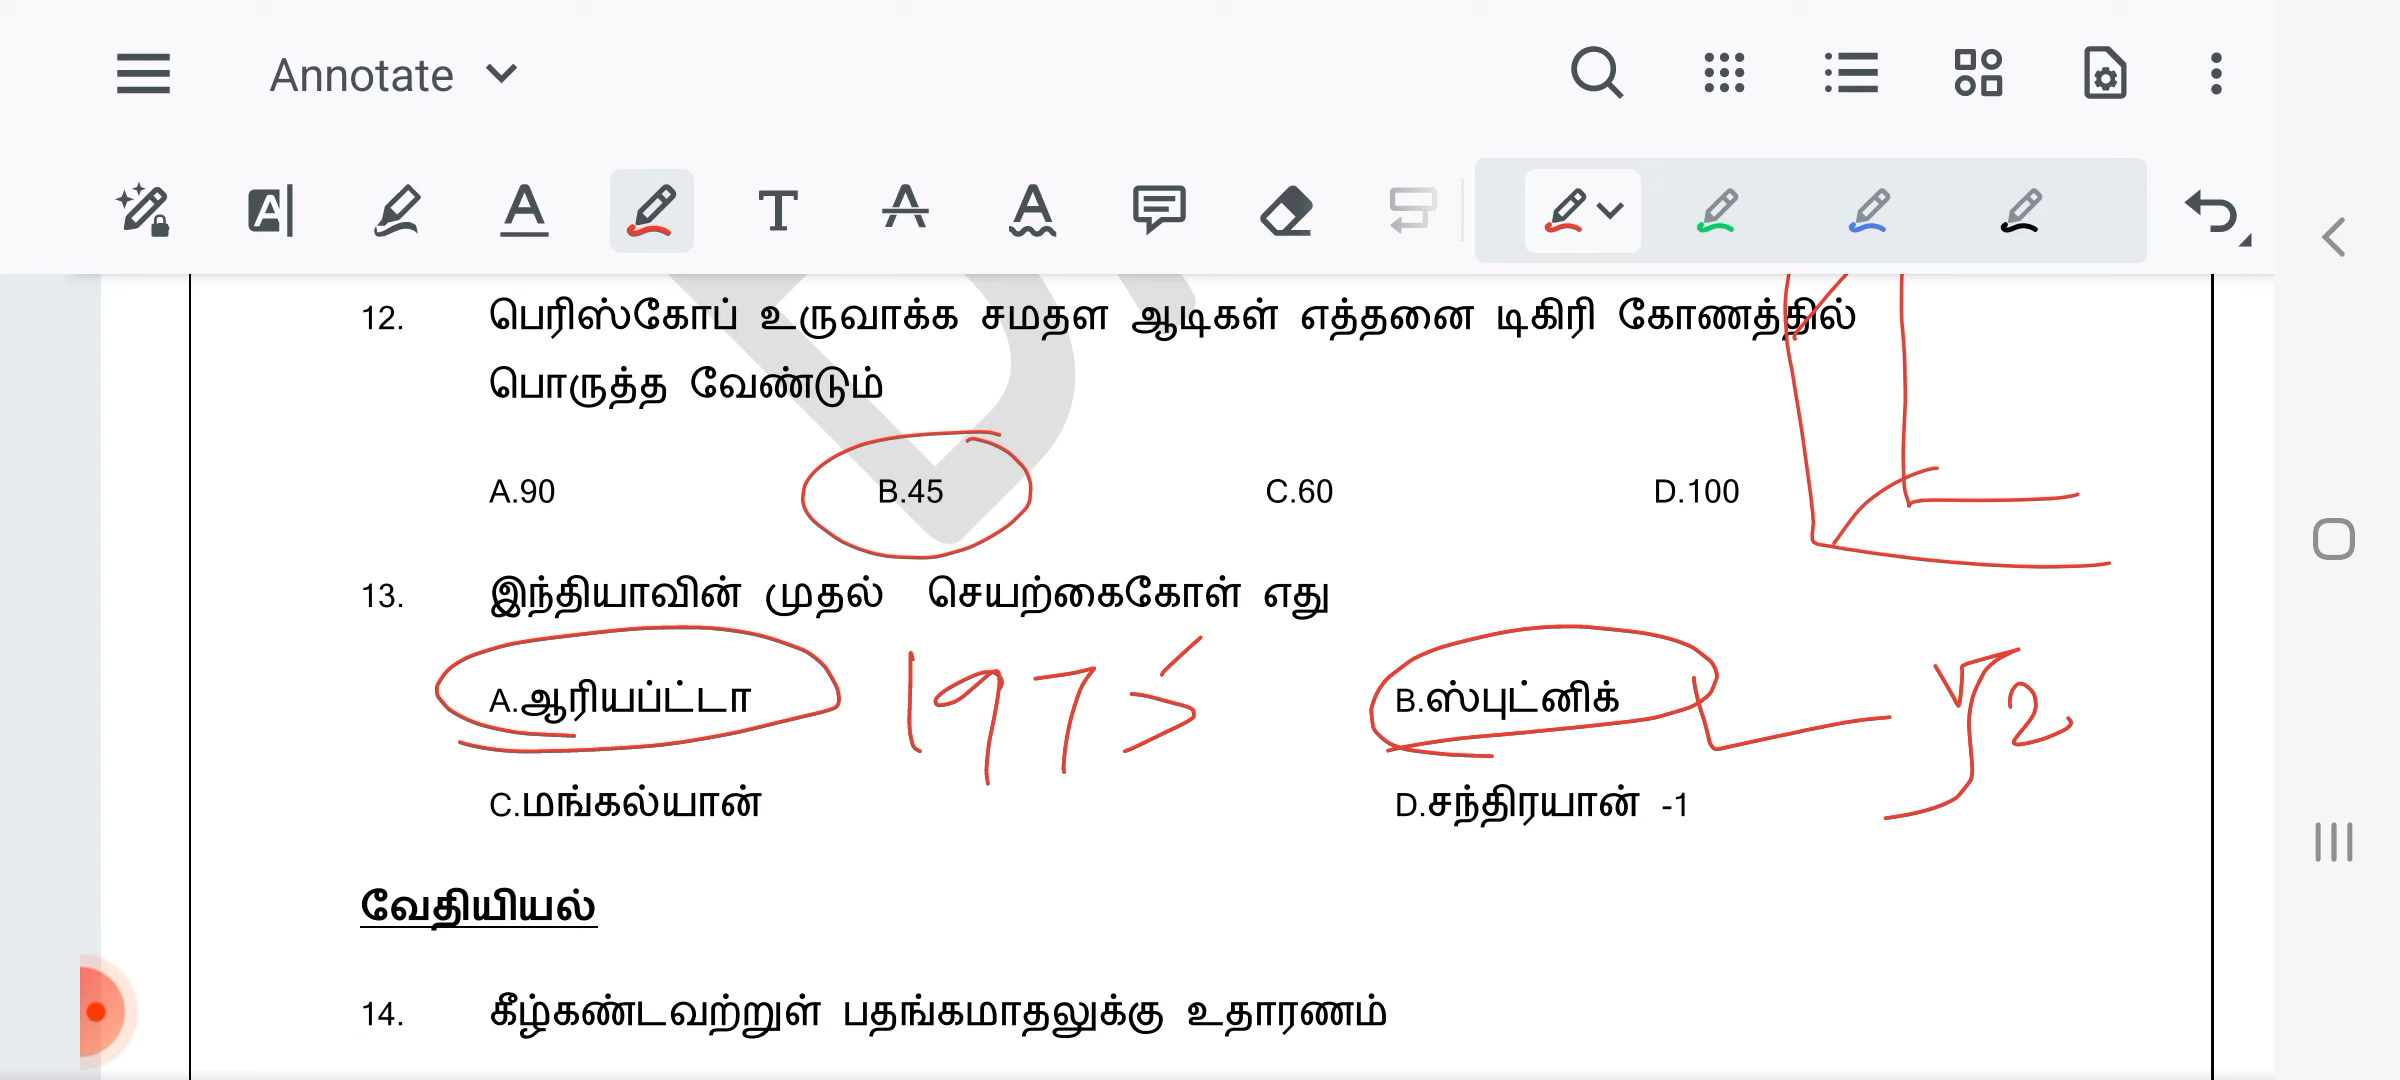 Annotate
12. பெரிஸ்கோப் உருவாக்க சமதள ஆடிகள் எத்தனை டிகிரி கோணத்தில்
பொருத்த வேண்டும்
A.90 B.45 C.60 D.100
13. இந்தியாவின் முதல் செயற்கைகோள் எது
A.ஆரியப்ட்டா 1975 B.ஸ்புட்னிக்
C.மங்கல்யான் D.சந்திரயான் -1
வேதியியல்
14. கீழ்கண்டவற்றுள் பதங்கமாதலுக்கு உதாரணம்